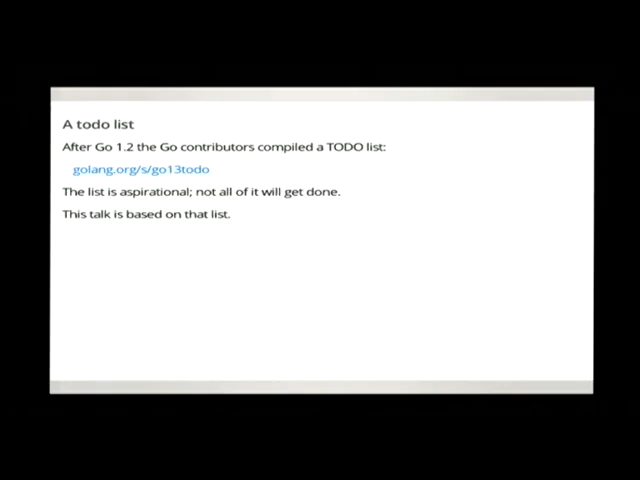 A todo list
After Go 1.2 the Go contributors compiled a TODO list:
golang.org/s/go13todo
The list is aspirational; not all of it will get done.
This talk is based on that list.